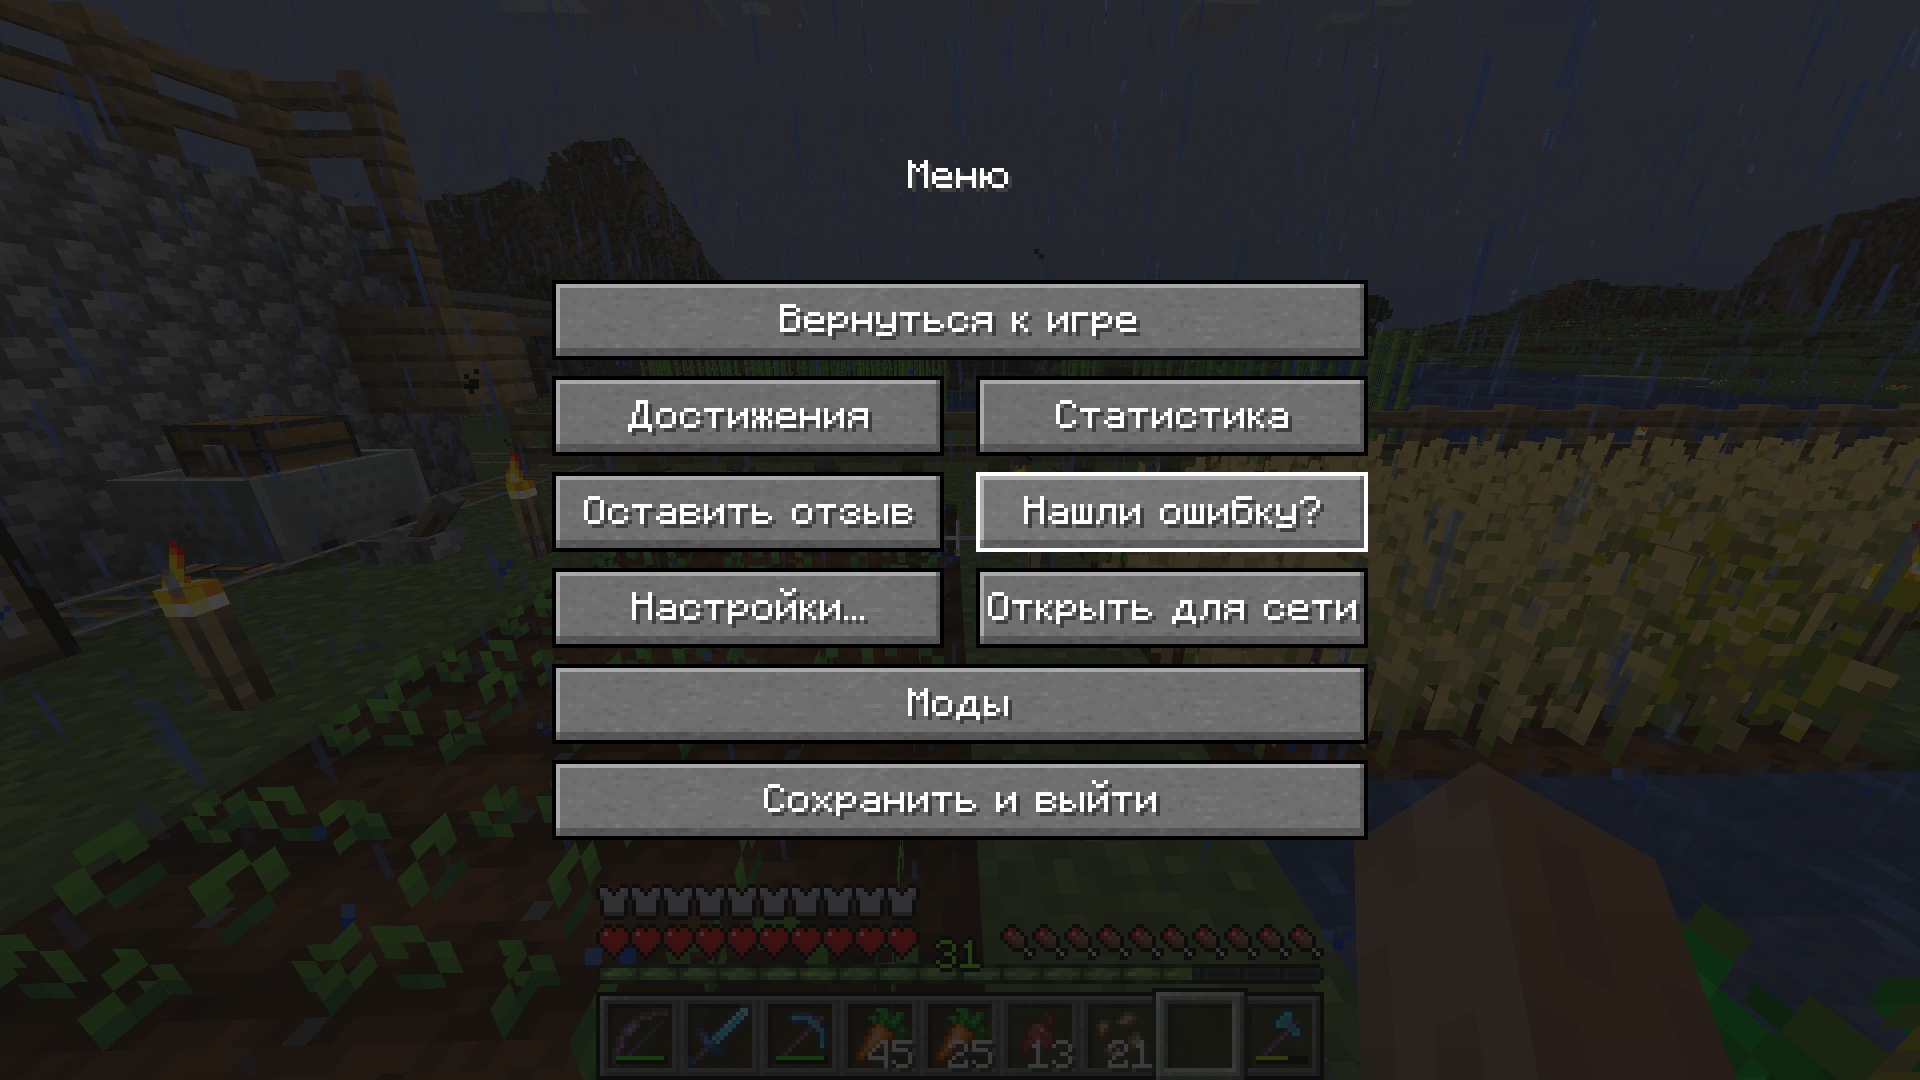 Меню
Вернуться к игре
Достижения
Статистика
Оставить отзыв
Нашли ошибку?
Настройки...
Открыть для сети
Моды
Сохранить и выйти
31
45
25
13
21